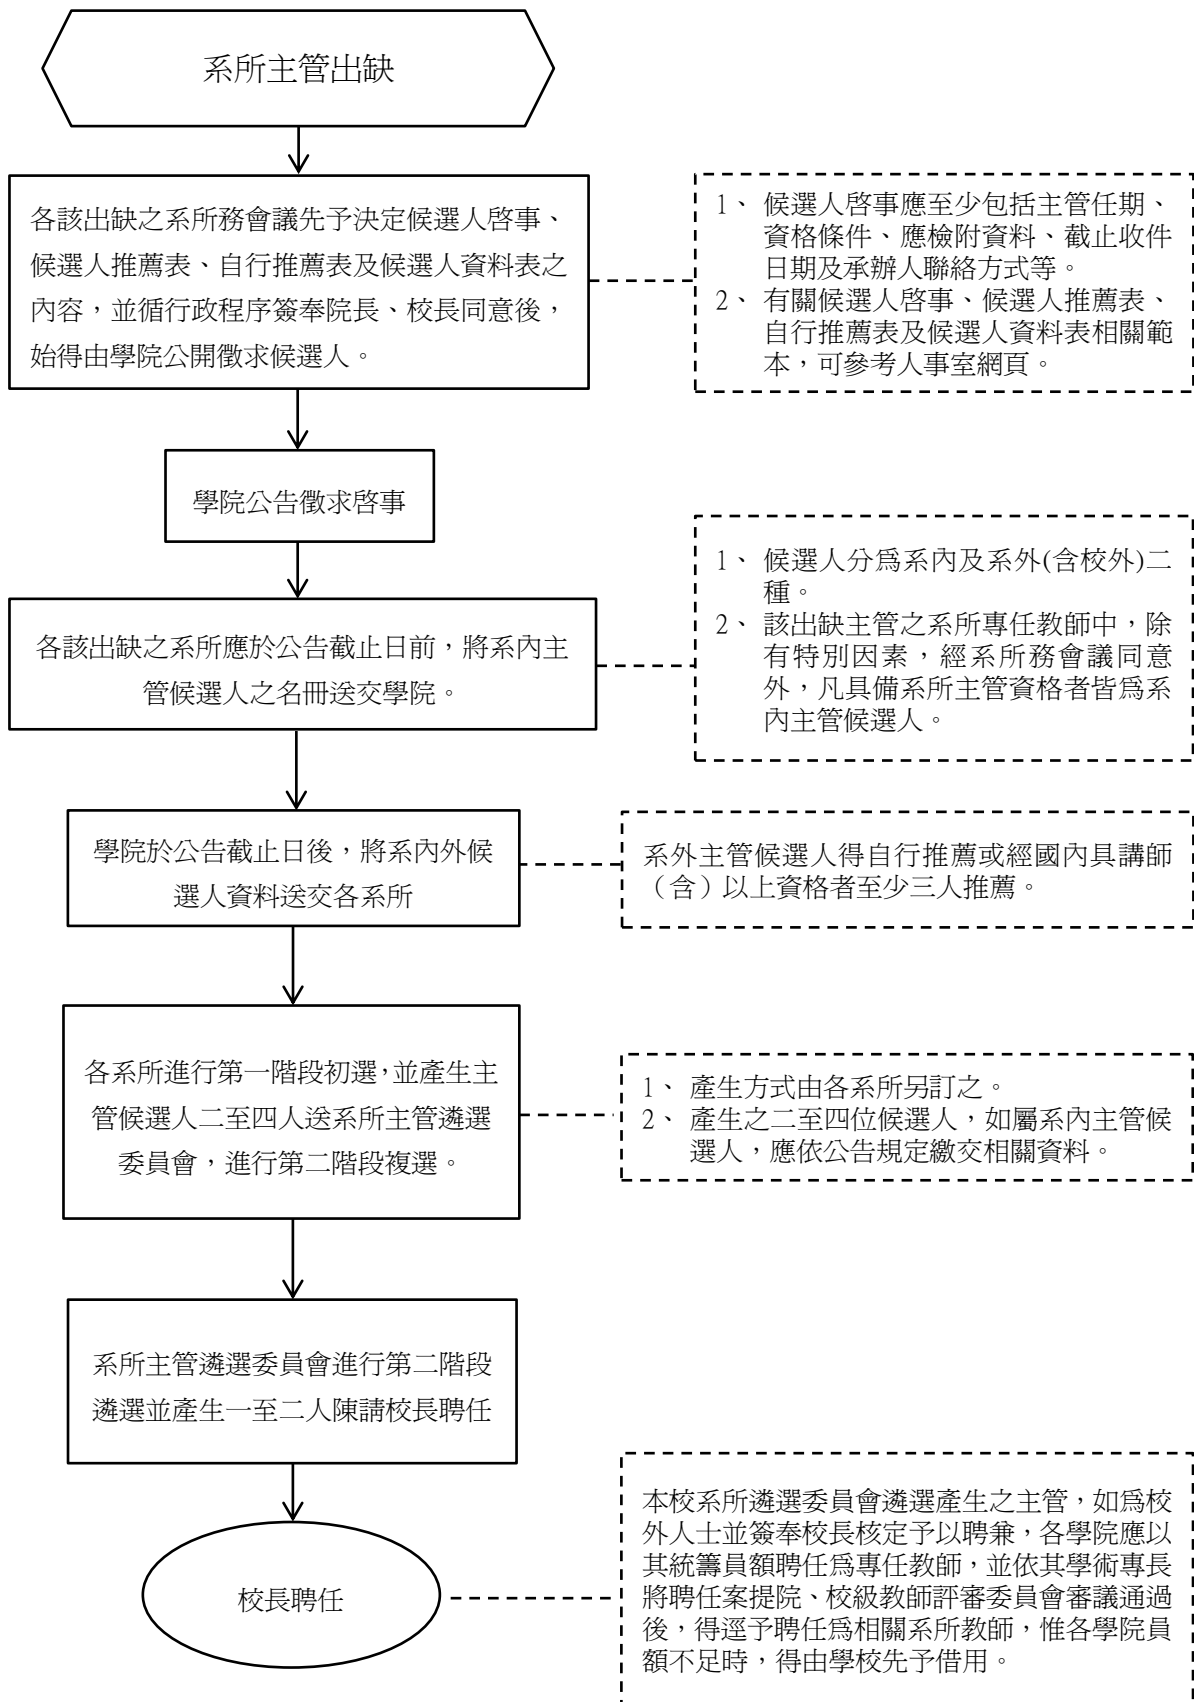 系所主管出缺
各該出缺之系所務會議先予決定候選人啓事、
候選人推薦表、自行推薦表及候選人資料表之
內容，並循行政程序簽奉院長、校長同意後，
始得由學院公開徵求候選人。
1、 候選人啓事應至少包括主管任期、
資格條件、應檢附資料、截止收件
日期及承辦人聯絡方式等。
2、 有關候選人啓事、候選人推薦表、
自行推薦表及候選人資料表相關範
本，可參考人事室網頁。
學院公告徵求啓事
各該出缺之系所應於公告截止日前，將系內主
管候選人之名冊送交學院。
1、 候選人分爲系內及系外(含校外)二
種。
2、 該出缺主管之系所專任教師中，除
有特別因素，經系所務會議同意
外，凡具備系所主管資格者皆爲系
內主管候選人。
學院於公告截止日後，將系內外候
選人資料送交各系所
系外主管候選人得自行推薦或經國內具講師
（含）以上資格者至少三人推薦。
各系所進行第一階段初選，並產生主
管候選人二至四人送系所主管遴選
委員會，進行第二階段複選。
1、 產生方式由各系所另訂之。
2、 產生之二至四位候選人，如屬系內主管候
選人，應依公告規定繳交相關資料。
系所主管遴選委員會進行第二階段
遴選並產生一至二人陳請校長聘任
校長聘任
本校系所遴選委員會遴選產生之主管，如爲校
外人士並簽奉校長核定予以聘兼，各學院應以
其統籌員額聘任爲專任教師，並依其學術專長
將聘任案提院、校級教師評審委員會審議通過
後，得逕予聘任爲相關系所教師，惟各學院員
額不足時，得由學校先予借用。